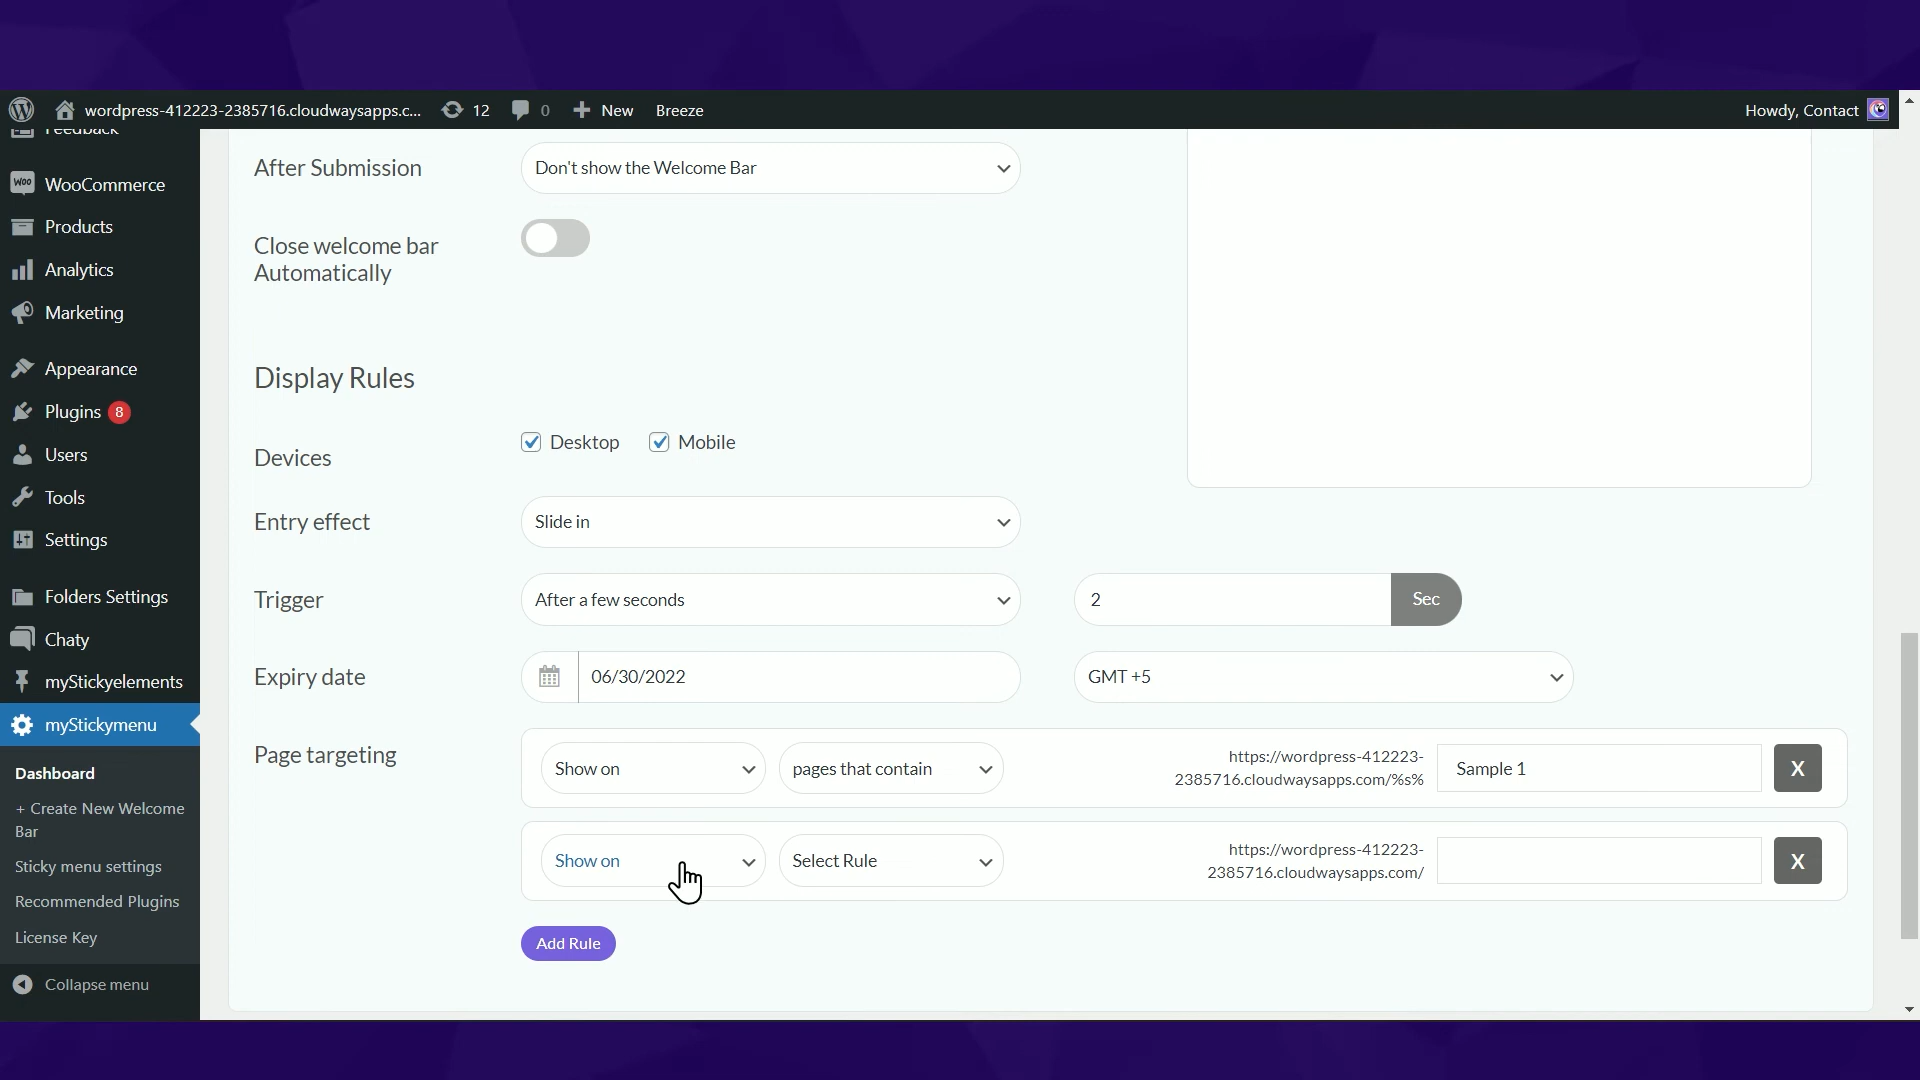 wordpress-412223-2385716.cloudwaysapps.c...
12
0
New
Breeze
Howdy, Contact
Feedback
WooCommerce
Products
Analytics
Marketing
Appearance
Plugins 8
Users
Tools
Settings
Folders Settings
Chaty
myStickyelements
myStickymenu
Dashboard
+ Create New Welcome
Bar
Sticky menu settings
Recommended Plugins
License Key
Collapse menu
After Submission
Don't show the Welcome Bar
Close welcome bar
Automatically
Display Rules
Devices
Desktop
Mobile
Entry effect
Slide in
Trigger
After a few seconds
2
Sec
Expiry date
06/30/2022
GMT +5
Page targeting
Show on
pages that contain
https://wordpress-412223-
2385716.cloudwaysapps.com/%s%
Sample 1
X
Show on
Select Rule
https://wordpress-412223-
2385716.cloudwaysapps.com/
X
Add Rule